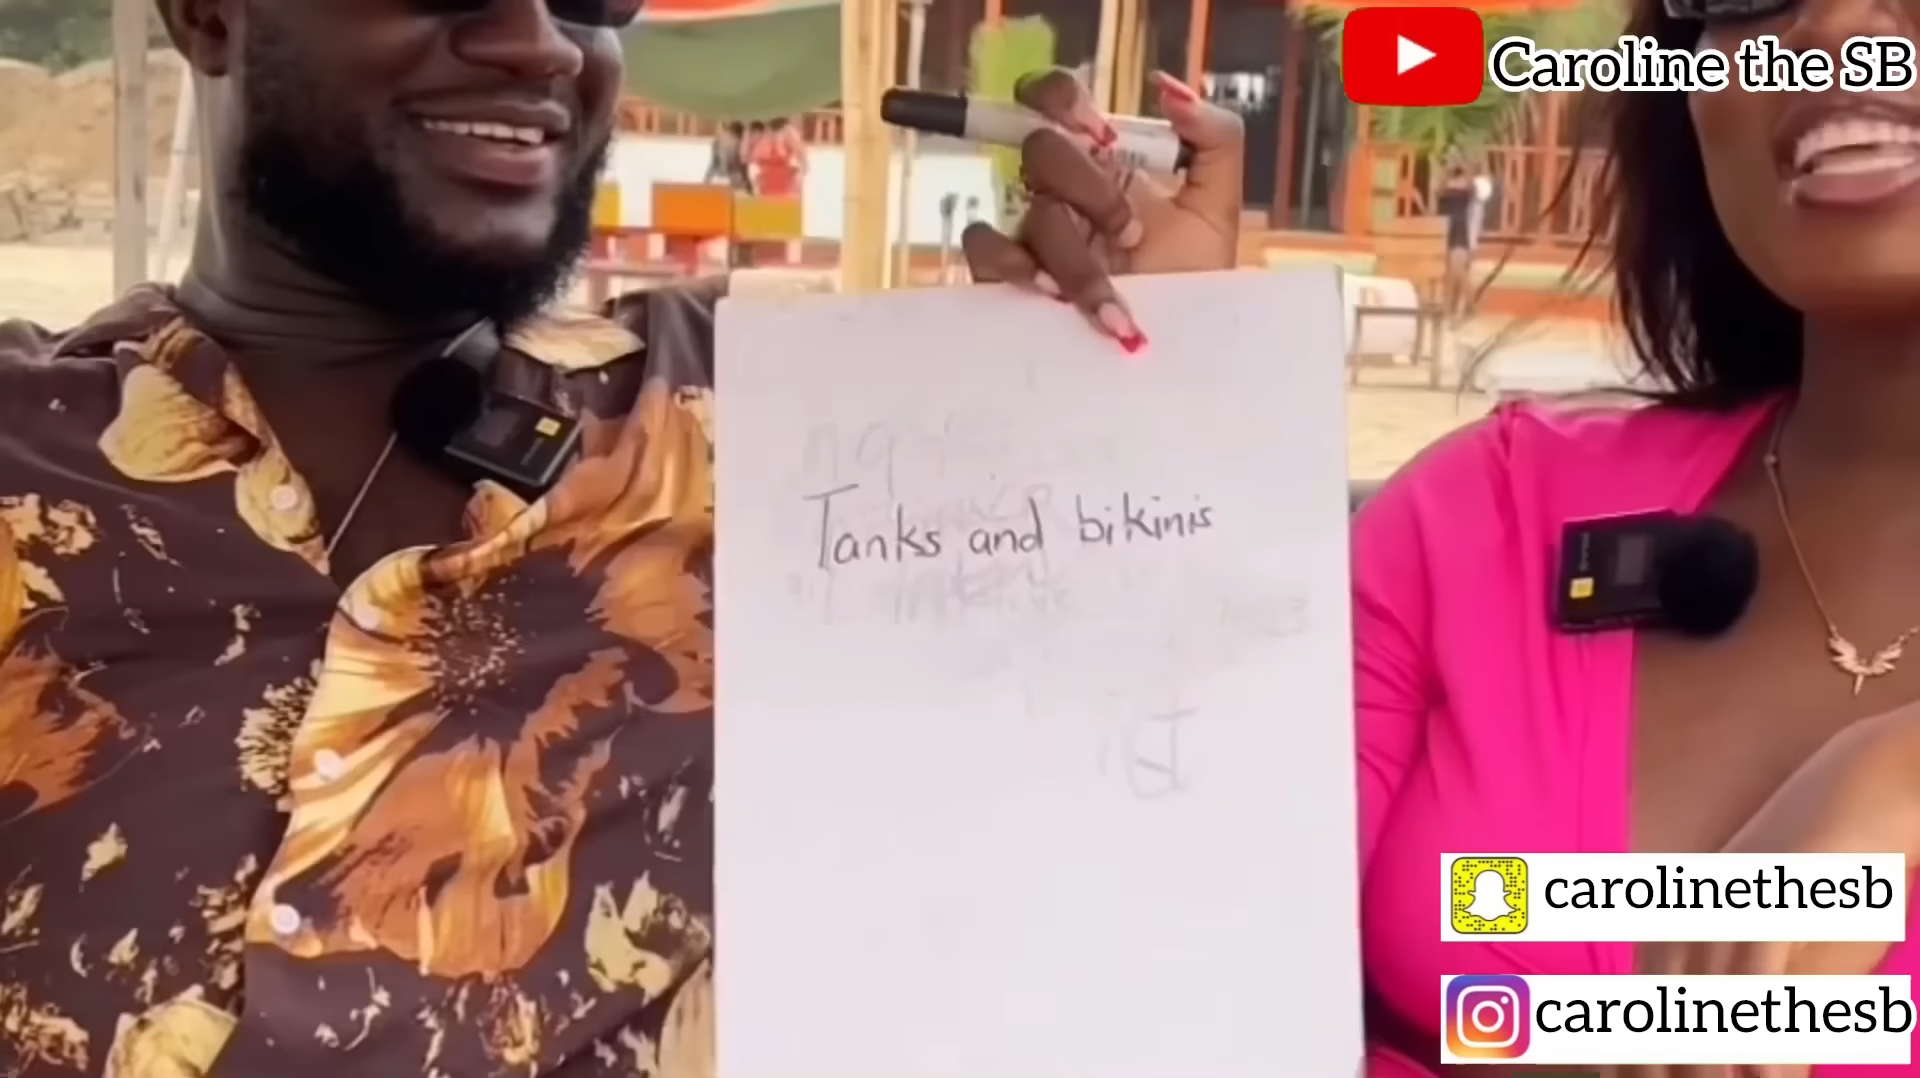 Caroline the SB
Tanks and bikinis
carolinethesb
carolinethesb